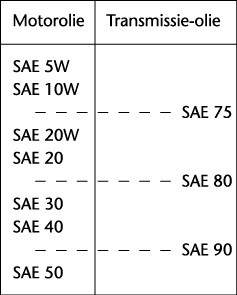 Motorolie Transmissie-olie
SAE 5W
SAE 10W
SAE 75
SAE 20W
SAE 20
SAE 80
SAE 30
SAE 40
SAE 90
SAE 50